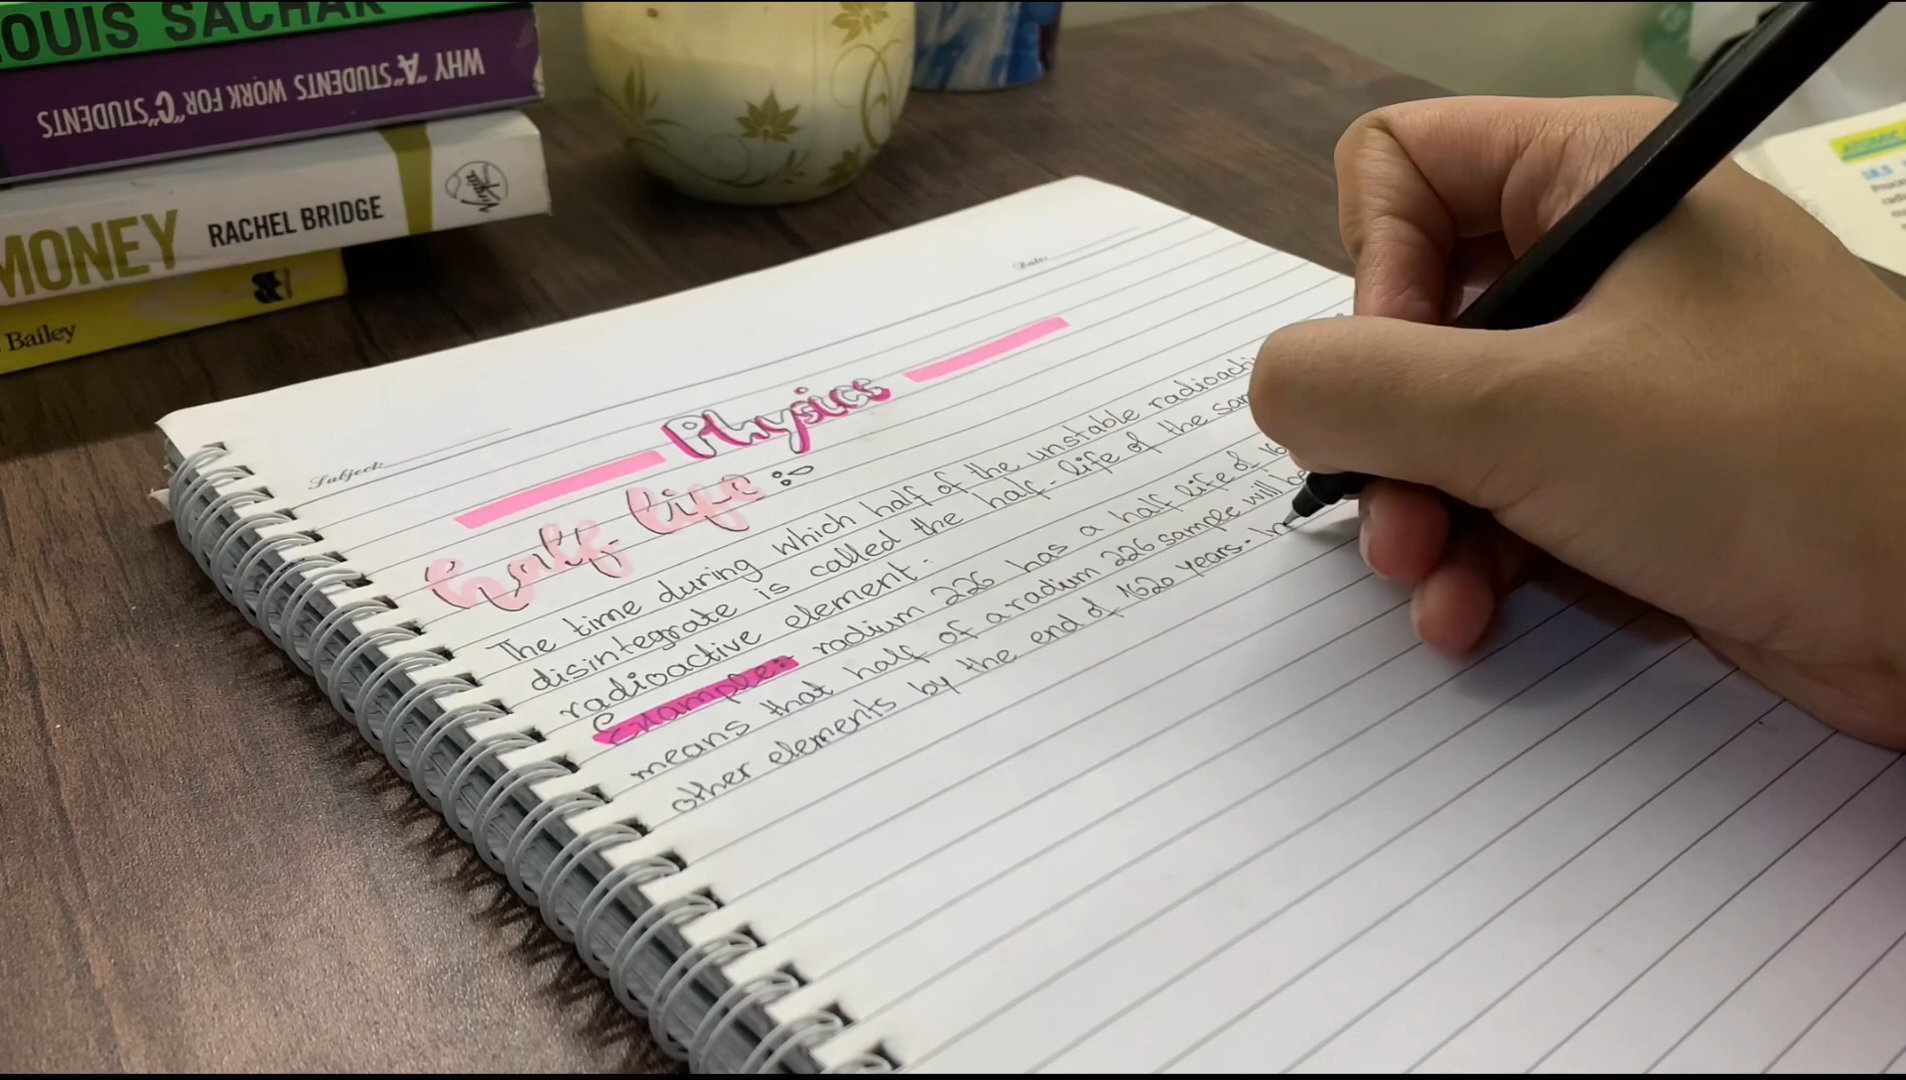 LOUIS SACHAR
WHY "A" STUDENTS WORK FOR "C" STUDENTS
MONEY RACHEL BRIDGE Virgin
Bailey
Date:
Subject:
Physics
Half-life:-
The time during which half of the unstable
disintegrate is called the half-life of the
radioactive element.
Example: radium 226 has a half life of
means that half of a radium 226 sample will be
other elements by the end of 1620 years. In